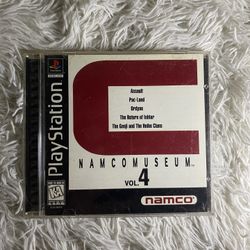 PlayStation
Assault
Pac-Land
Ordyne
The Return of Ishtar
The Genji and The Heike Clans
NAMCOMUSEUM
VOL. 4
namco